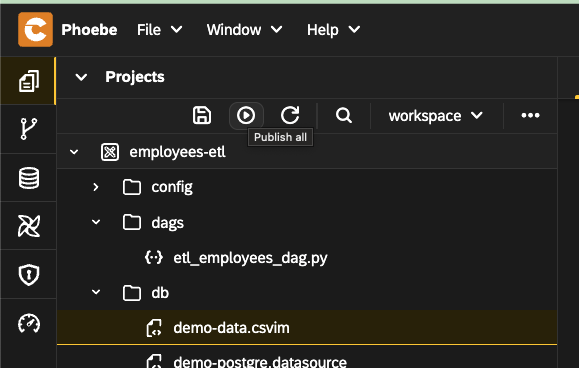 Phoebe File Window Help
Projects
workspace
Publish all
employees-etl
config
dags
etl_employees_dag.py
db
demo-data.csvim
demo-postgre.datasource